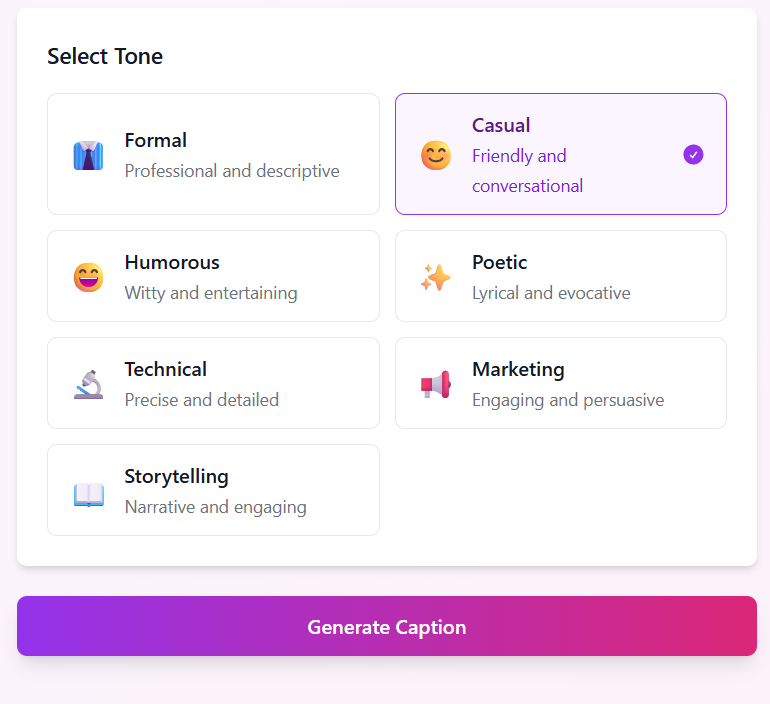 Select Tone
Formal
Professional and descriptive
Casual
Friendly and
conversational
Humorous
Witty and entertaining
Poetic
Lyrical and evocative
Technical
Precise and detailed
Marketing
Engaging and persuasive
Storytelling
Narrative and engaging
Generate Caption